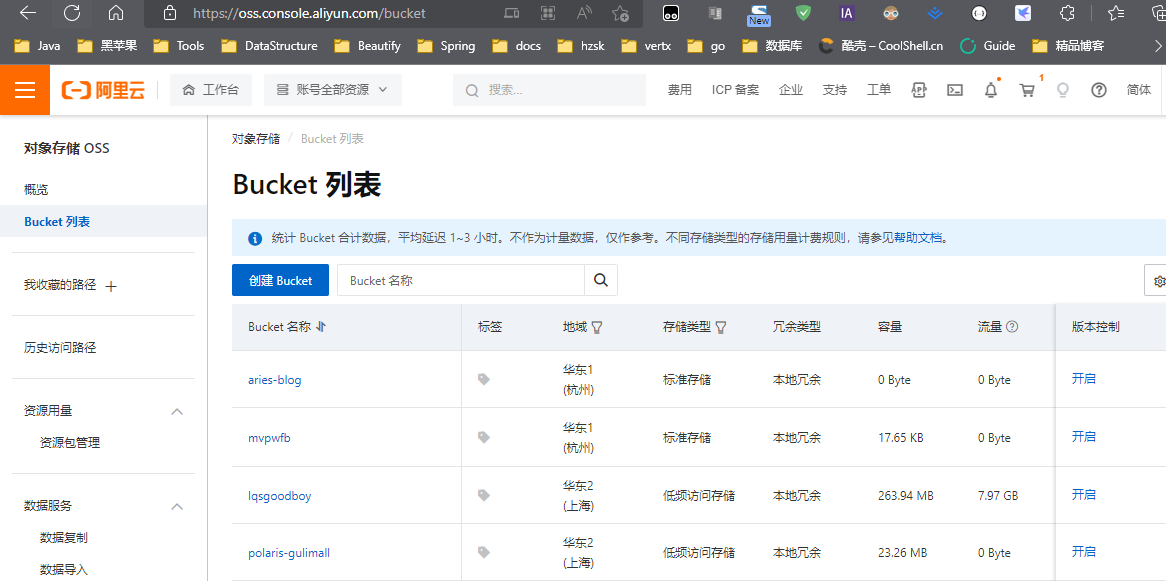 https://oss.console.aliyun.com/bucket
New
IA
Java 黑苹果 Tools DataStructure Beautify Spring docs hzsk vertx go 数据库 酷壳 – CoolShell.cn Guide 精品博客
阿里云 工作台 账号全部资源 搜索... 费用 ICP 备案 企业 支持 工单 1 简体
对象存储 OSS
概览
Bucket 列表
我收藏的路径
历史访问路径
资源用量
资源包管理
数据服务
数据复制
数据导入
对象存储 / Bucket 列表
Bucket 列表
统计 Bucket 合计数据，平均延迟 1~3 小时。不作为计量数据，仅作参考。不同存储类型的存储用量计费规则，请参见帮助文档。
创建 Bucket Bucket 名称
Bucket 名称 标签 地域 存储类型 冗余类型 容量 流量 版本控制
aries-blog 华东1 (杭州) 标准存储 本地冗余 0 Byte 0 Byte 开启
mvpwfb 华东1 (杭州) 标准存储 本地冗余 17.65 KB 0 Byte 开启
lqsgoodboy 华东2 (上海) 低频访问存储 本地冗余 263.94 MB 7.97 GB 开启
polaris-gulimall 华东2 (上海) 低频访问存储 本地冗余 23.26 MB 0 Byte 开启